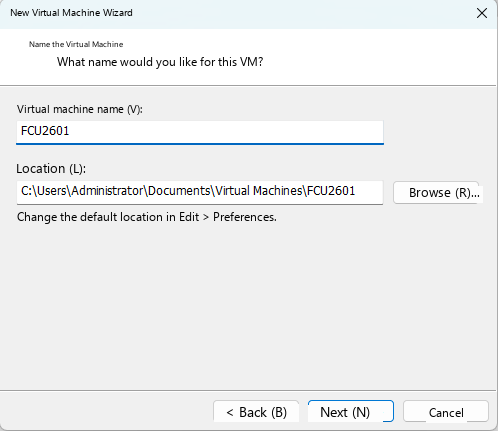 New Virtual Machine Wizard
Name the Virtual Machine
What name would you like for this VM?
Virtual machine name (V):
FCU2601
Location (L):
C:\Users\Administrator\Documents\Virtual Machines\FCU2601
Browse (R)...
Change the default location in Edit > Preferences.
< Back (B)
Next (N)
Cancel